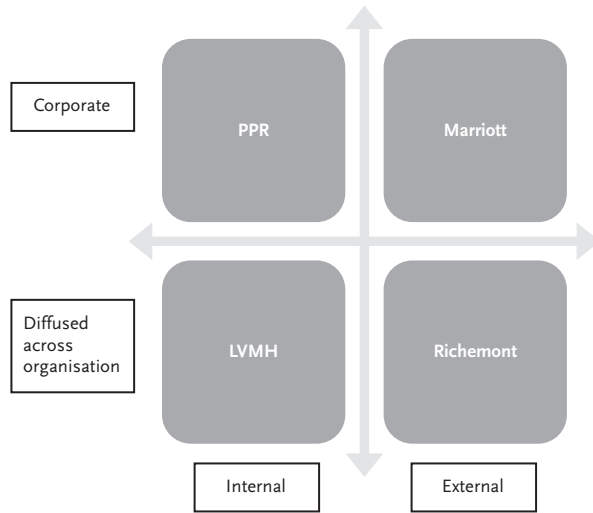 Corporate
PPR
Marriott
Diffused
across
organisation
LVMH
Richemont
Internal
External